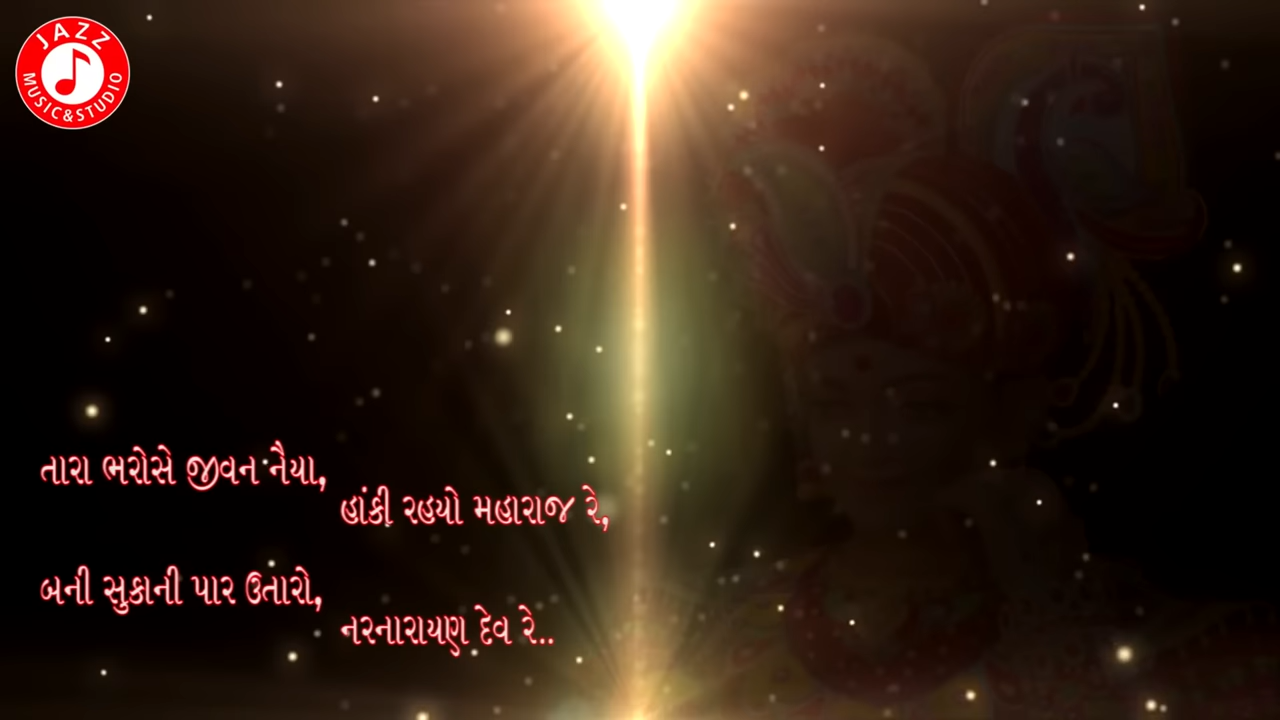 JAZZ
MUSIC&STUDIO
તારા ભરોસે જીવન નૈયા,
હાંકી રહયો મહારાજ રે,
બની સુકાની પાર ઉતારો,
નરનારાયણ દેવ રે..